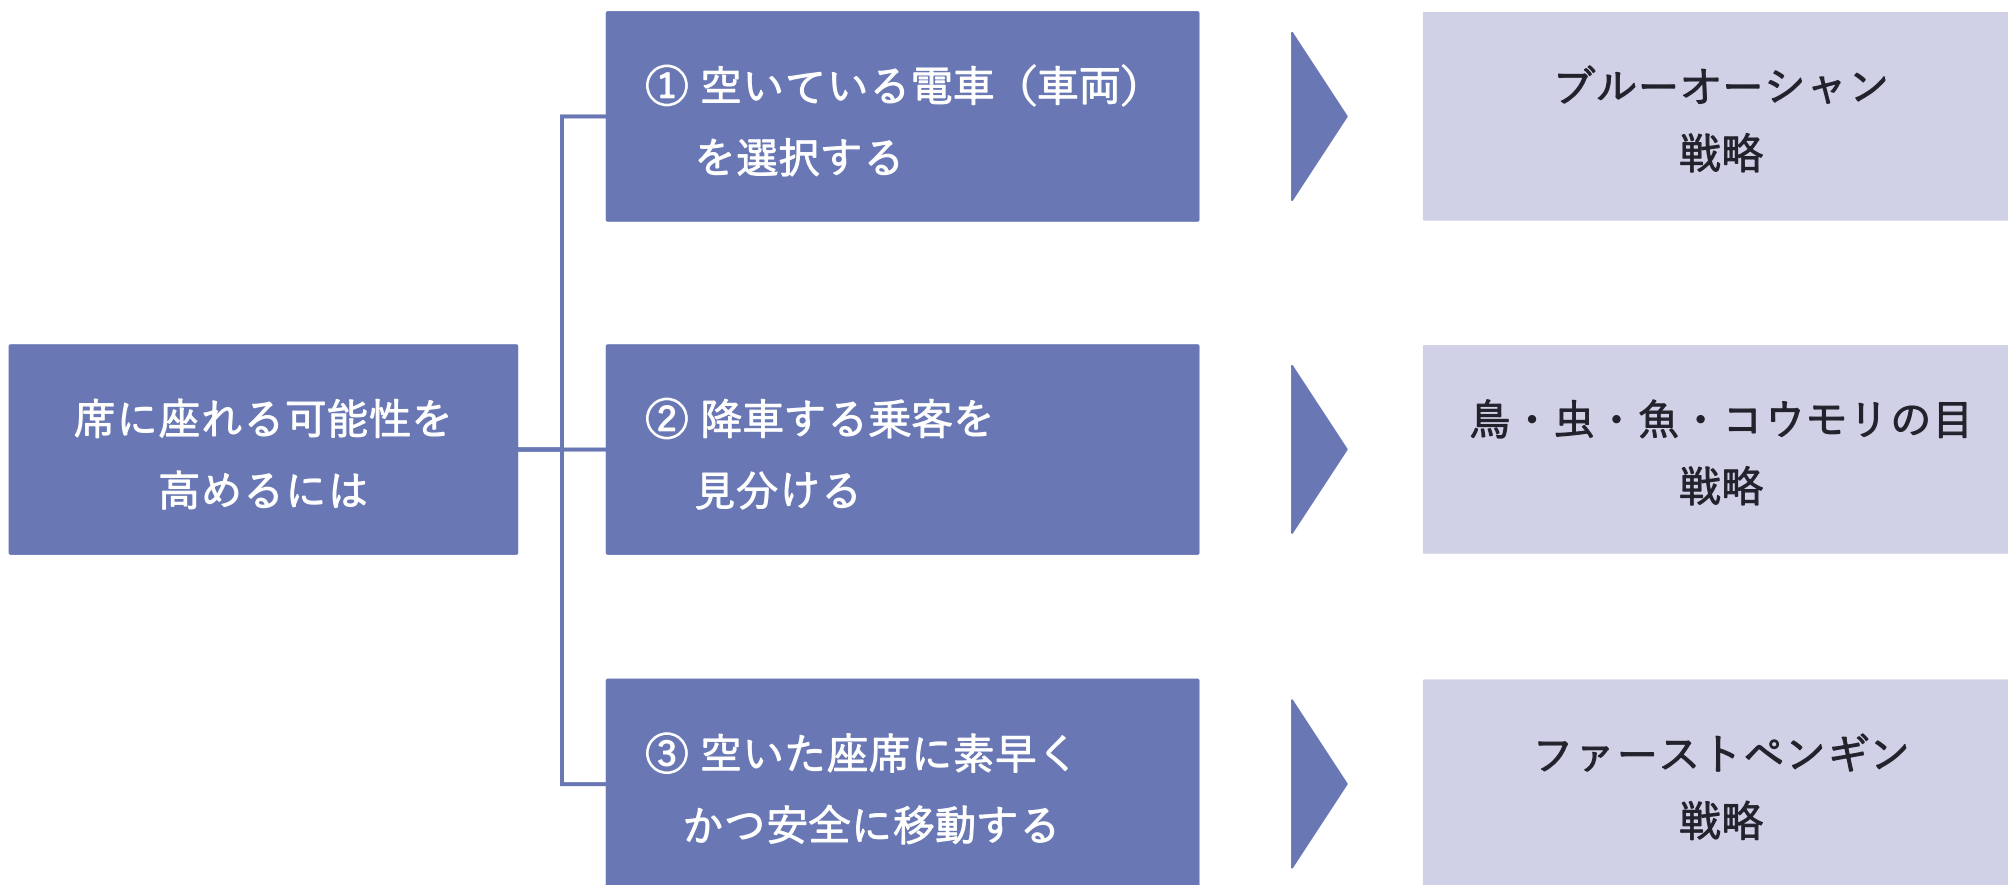 席に座れる可能性を
高めるには
① 空いている電車（車両）
を選択する
ブルーオーシャン
戦略
② 降車する乗客を
見分ける
鳥・虫・魚・コウモリの目
戦略
③ 空いた座席に素早く
かつ安全に移動する
ファーストペンギン
戦略